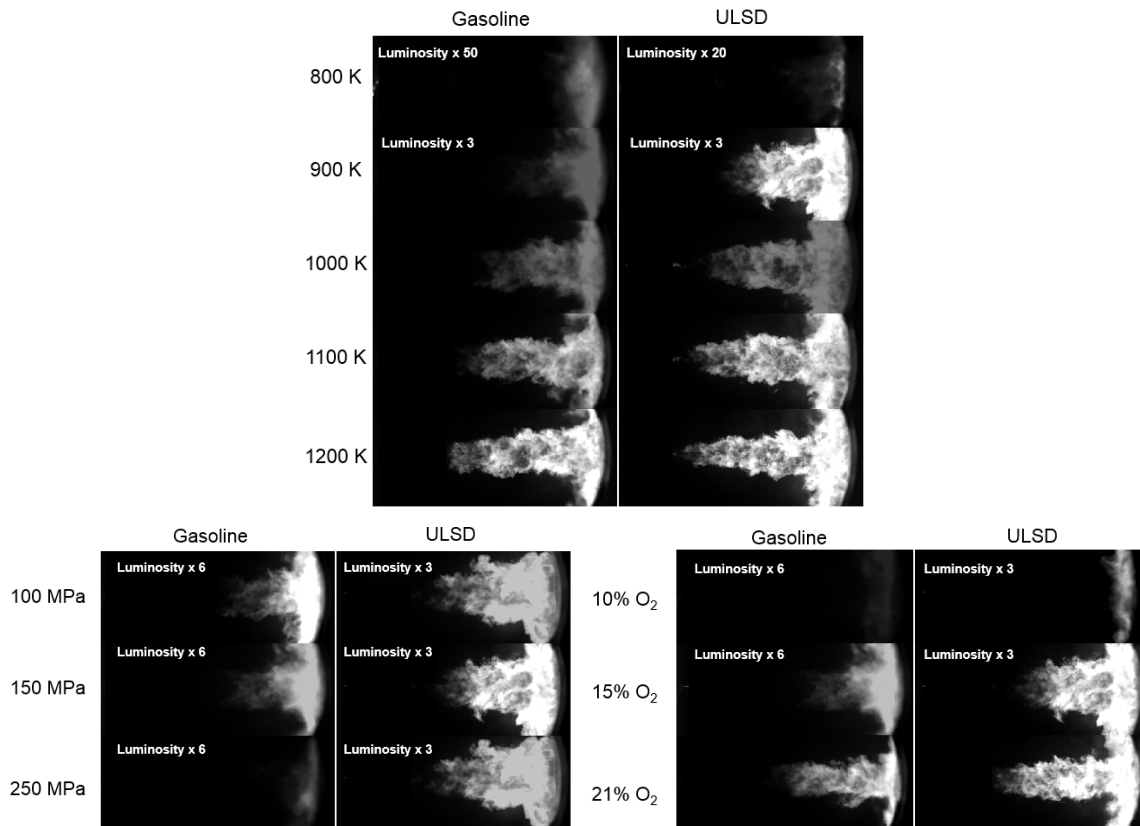 Gasoline ULSD
800 K Luminosity x 50 Luminosity x 20
900 K Luminosity x 3 Luminosity x 3
1000 K
1100 K
1200 K
Gasoline ULSD
100 MPa Luminosity x 6 Luminosity x 3
150 MPa Luminosity x 6 Luminosity x 3
250 MPa Luminosity x 6 Luminosity x 3
Gasoline ULSD
10% O₂ Luminosity x 6 Luminosity x 3
15% O₂ Luminosity x 6 Luminosity x 3
21% O₂